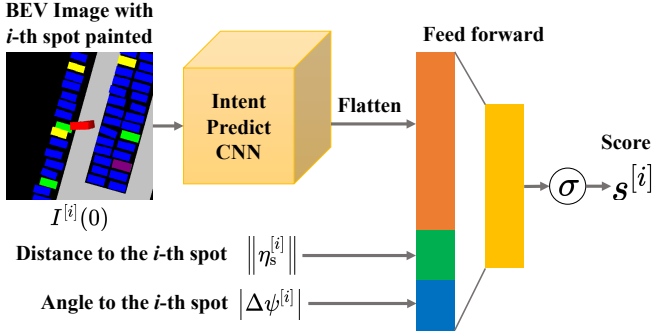 BEV Image with
i-th spot painted
Feed forward
Intent
Predict
CNN
Flatten
Score
σ
s^{[i]}
I^{[i]}(0)
Distance to the i-th spot ‖η_s^{[i]}‖
Angle to the i-th spot |Δψ^{[i]}|